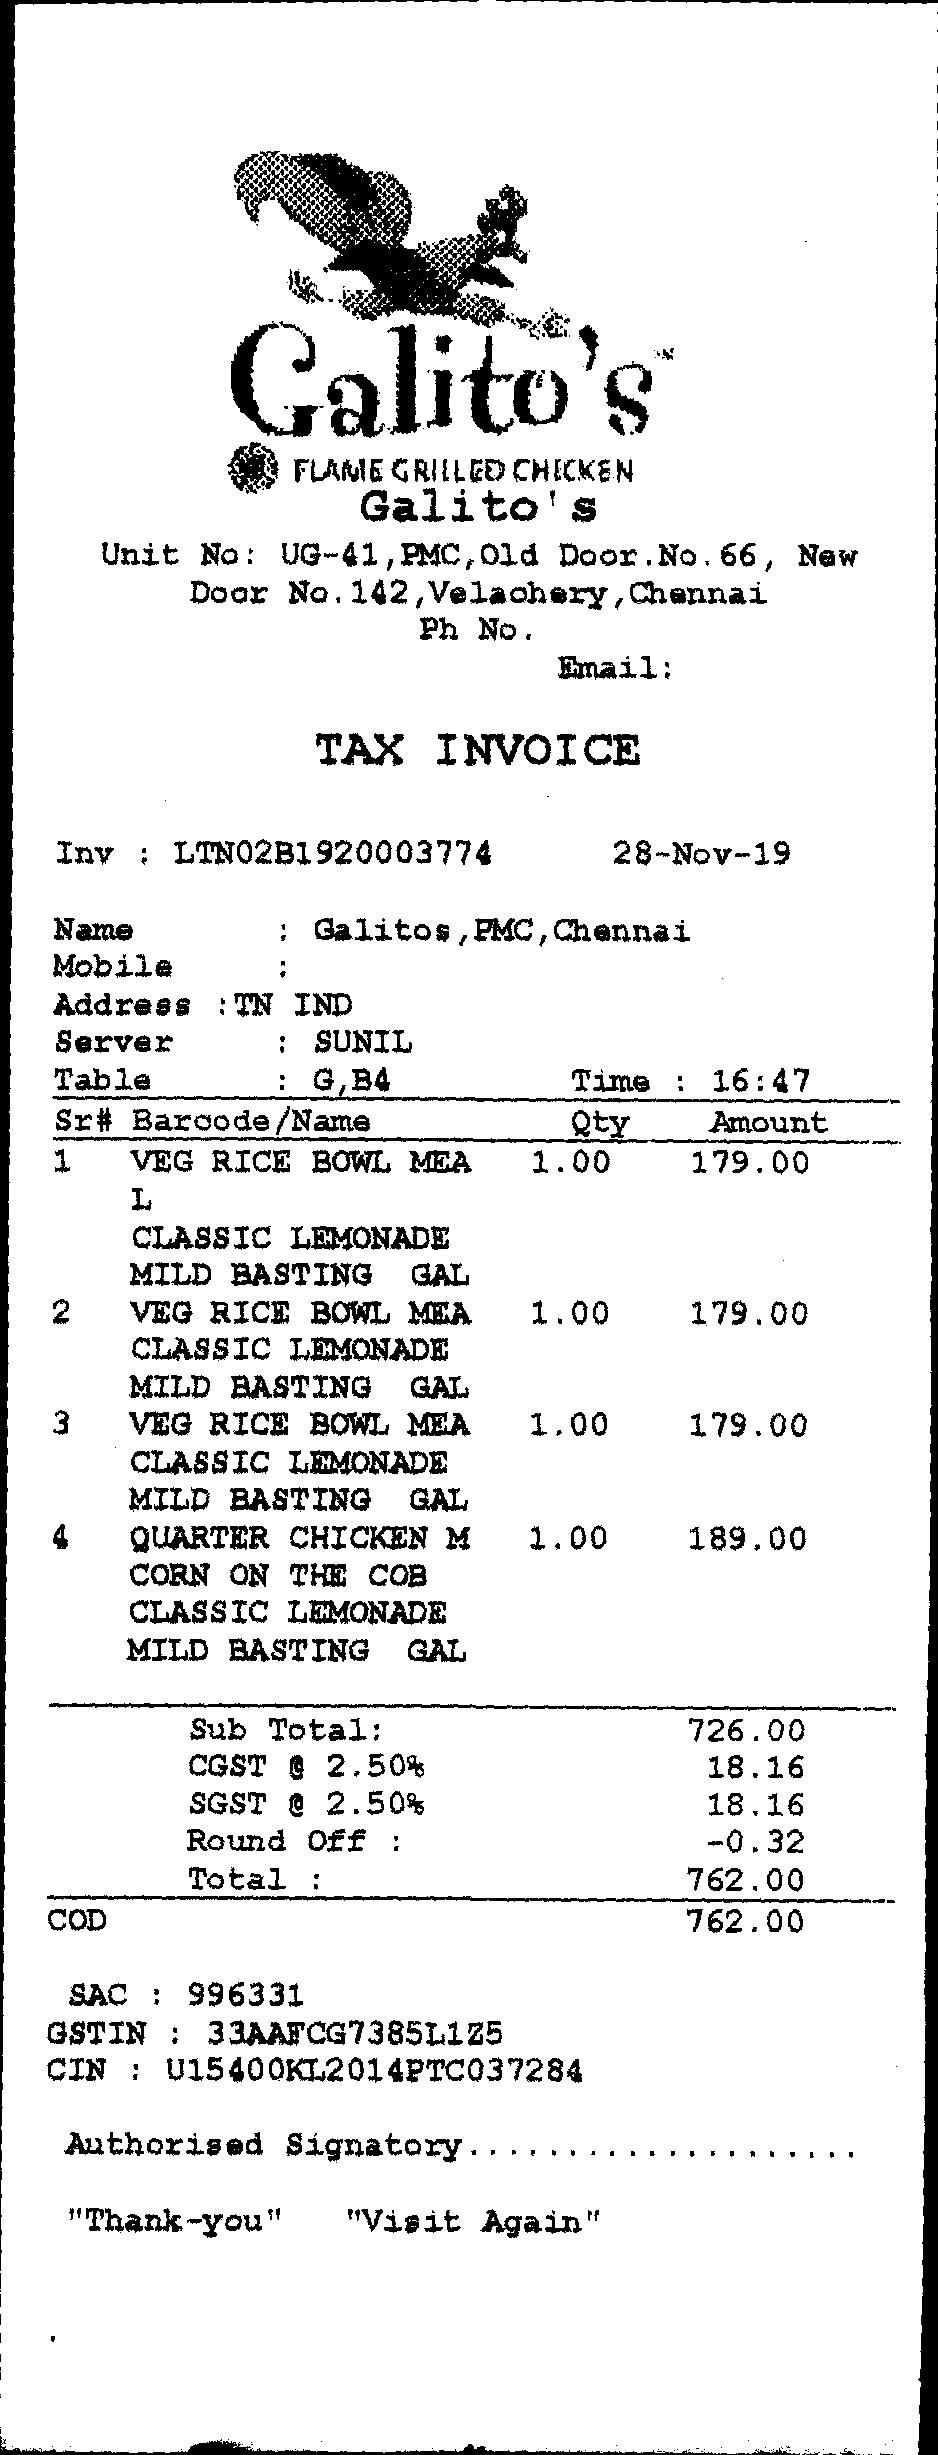 Galito's
FLAME GRILLED CHICKEN
Galito's
Unit No: UG-41,PMC,Old Door.No.66, New
Door No.142,Velachery,Chennai
Ph No.
Email:
TAX INVOICE
Inv : LTN02B1920003774 28-Nov-19
Name : Galitos,PMC,Chennai
Mobile :
Address :TN IND
Server : SUNIL
Table : G,B4 Time : 16:47
Sr# Barcode/Name Qty Amount
1 VEG RICE BOWL MEA 1.00 179.00
L
CLASSIC LEMONADE
MILD BASTING GAL
2 VEG RICE BOWL MEA 1.00 179.00
CLASSIC LEMONADE
MILD BASTING GAL
3 VEG RICE BOWL MEA 1.00 179.00
CLASSIC LEMONADE
MILD BASTING GAL
4 QUARTER CHICKEN M 1.00 189.00
CORN ON THE COB
CLASSIC LEMONADE
MILD BASTING GAL
Sub Total: 726.00
CGST @ 2.50% 18.16
SGST @ 2.50% 18.16
Round Off : -0.32
Total : 762.00
COD 762.00
SAC : 996331
GSTIN : 33AAFCG7385L1Z5
CIN : U15400KL2014PTC037284
Authorised Signatory....................
"Thank-you" "Visit Again"